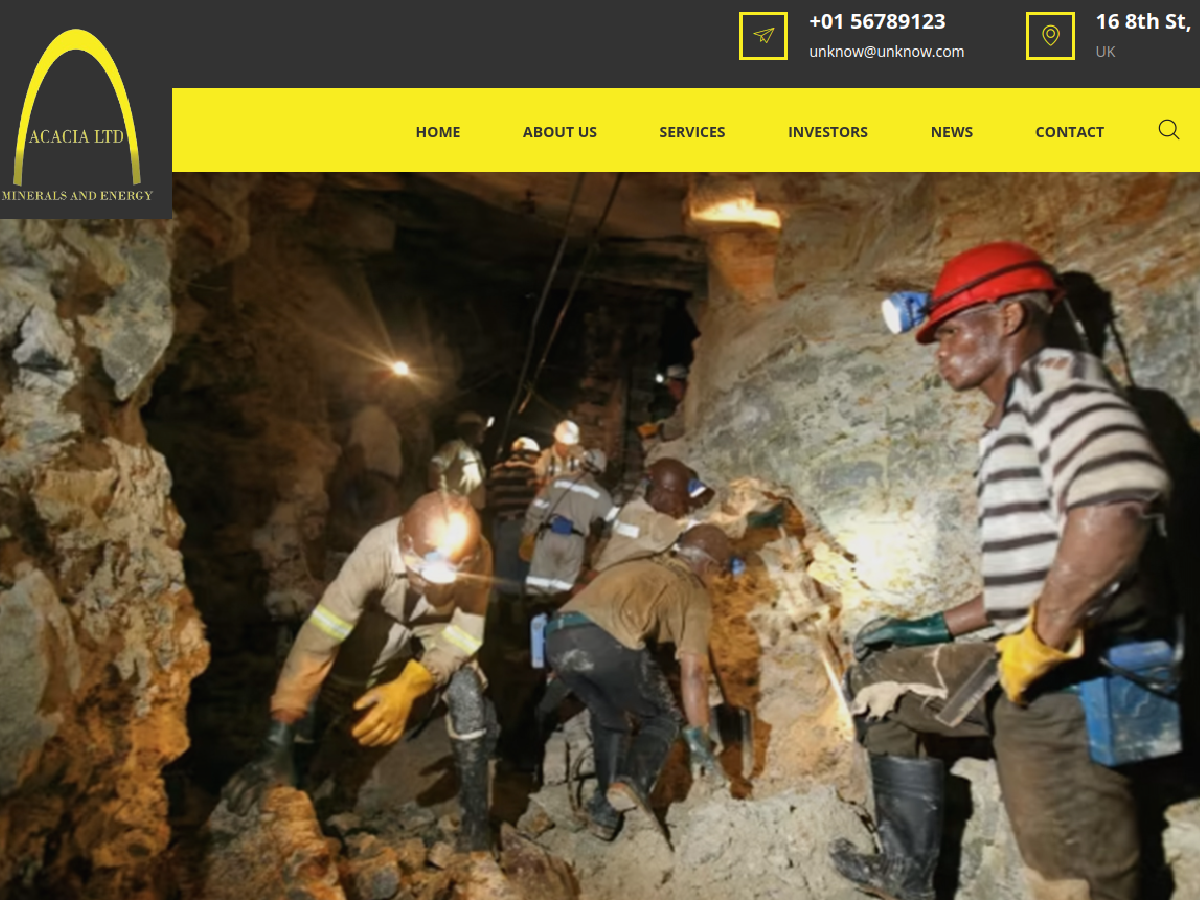 +01 56789123
unknow@unknow.com
16 8th St,
UK
ACACIA LTD
MINERALS AND ENERGY
HOME
ABOUT US
SERVICES
INVESTORS
NEWS
CONTACT